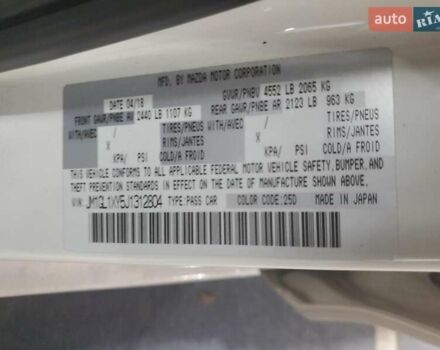 auto
RIA
MFD. BY MAZDA MOTOR CORPORATION
DATE 04/18
GVWR/PNBV 4552 LB 2065 KG
FRONT GAWR/PNBE AV 2440 LB 1107 KG
REAR GAWR/PNBE AR 2123 LB 963 KG
WITH/AVEC / TIRES/PNEUS
X RIMS/JANTES
KPA/ PSI COLD/A FROID
WITH/AVEC / TIRES/PNEUS
X RIMS/JANTES
KPA/ PSI COLD/A FROID
THIS VEHICLE CONFORMS TO ALL APPLICABLE FEDERAL MOTOR VEHICLE SAFETY, BUMPER, AND
THEFT PREVENTION STANDARDS IN EFFECT ON THE DATE OF MANUFACTURE SHOWN ABOVE.
VIN: JM1GL1XY5J1312804 TYPE: PASS CAR COLOR CODE: 25D MADE IN JAPAN